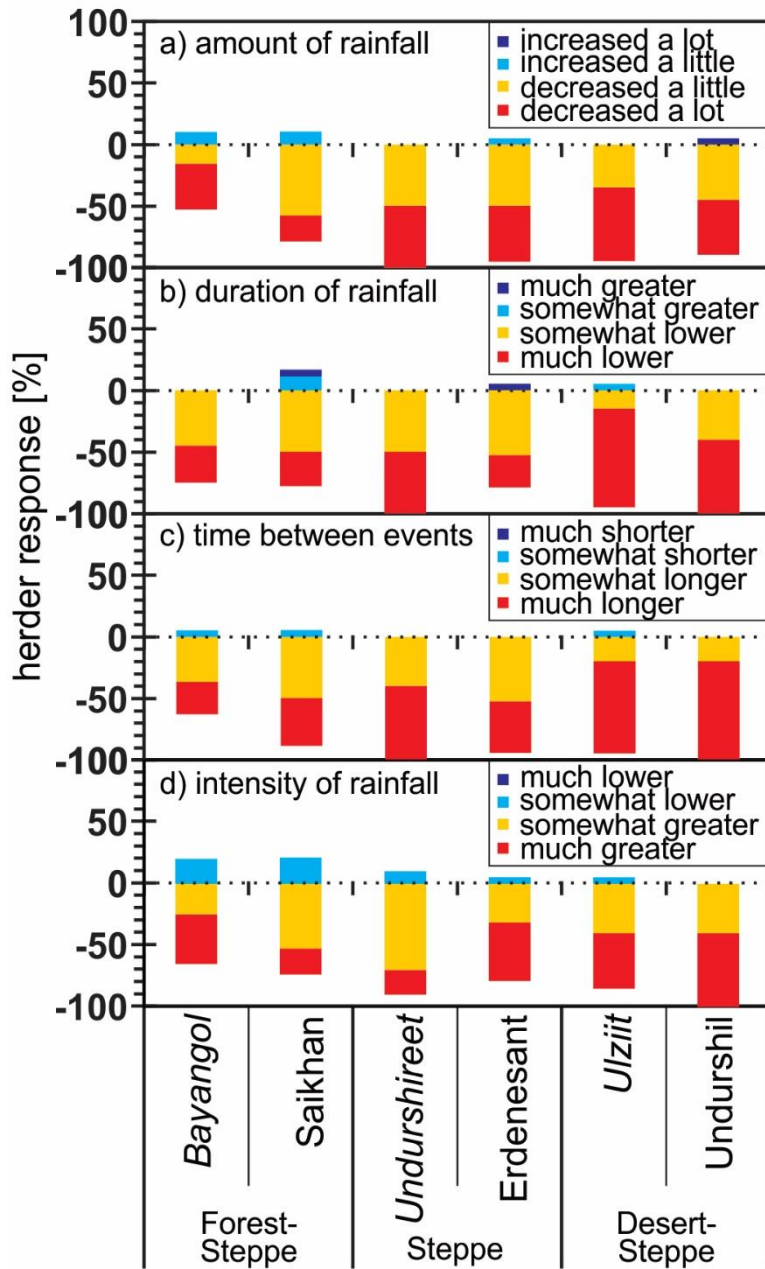 herder response [%]
100
a) amount of rainfall
increased a lot
increased a little
decreased a little
decreased a lot
50
0
-50
-100
b) duration of rainfall
much greater
somewhat greater
somewhat lower
much lower
50
0
-50
-100
c) time between events
much shorter
somewhat shorter
somewhat longer
much longer
50
0
-50
-100
d) intensity of rainfall
much lower
somewhat lower
somewhat greater
much greater
50
0
-50
-100
Bayangol
Saikhan
Undurshireet
Erdenesant
Ulziit
Undurshil
Forest-
Steppe
Steppe
Desert-
Steppe